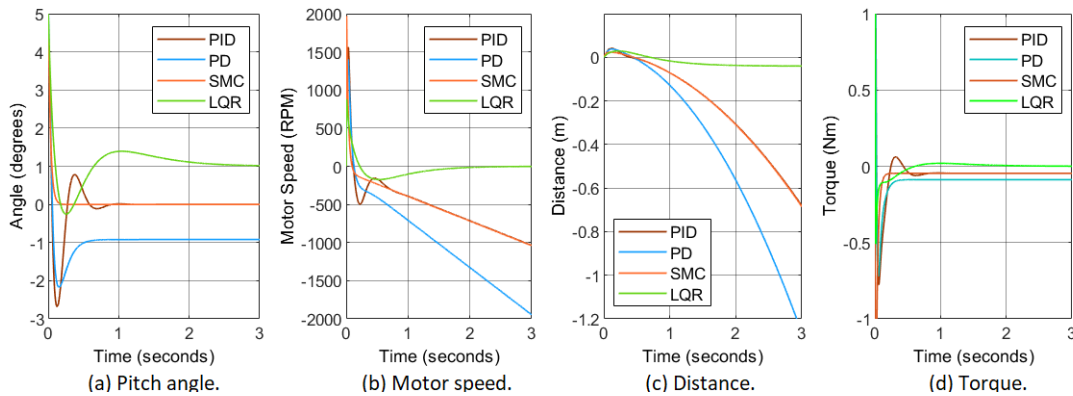 5
4
3
2
1
0
-1
-2
-3
Angle (degrees)
PID
PD
SMC
LQR
0 1 2 3
Time (seconds)
(a) Pitch angle.
2000
1500
1000
500
0
-500
-1000
-1500
-2000
Motor Speed (RPM)
PID
PD
SMC
LQR
0 1 2 3
Time (seconds)
(b) Motor speed.
0
-0.2
-0.4
-0.6
-0.8
-1
-1.2
Distance (m)
PID
PD
SMC
LQR
0 1 2 3
Time (seconds)
(c) Distance.
1
0.5
0
-0.5
-1
Torque (Nm)
PID
PD
SMC
LQR
0 1 2 3
Time (seconds)
(d) Torque.